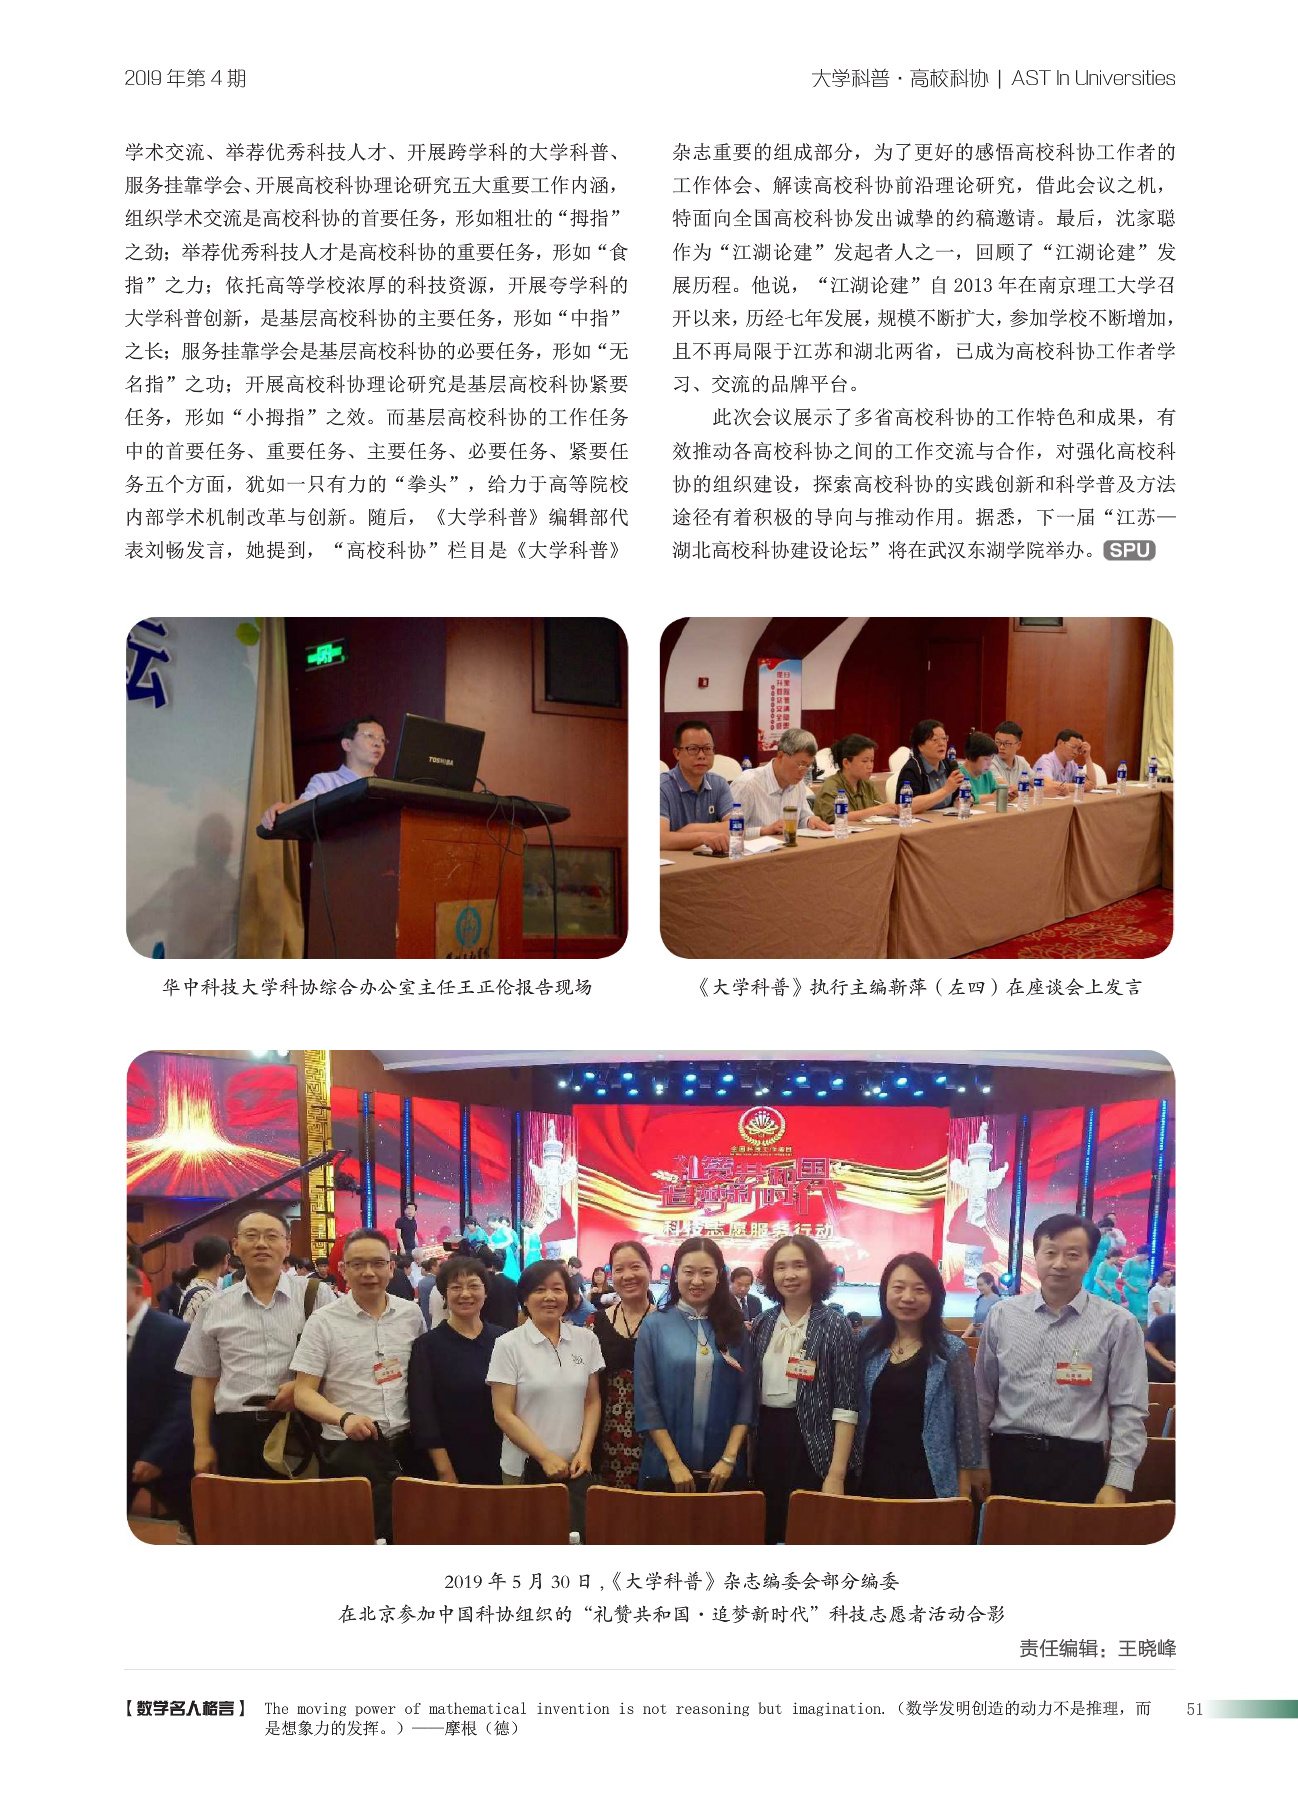 2019 年第 4 期
大学科普·高校科协 | AST In Universities
学术交流、举荐优秀科技人才、开展跨学科的大学科普、
服务挂靠学会、开展高校科协理论研究五大重要工作内涵，
组织学术交流是高校科协的首要任务，形如粗壮的“拇指”
之劲；举荐优秀科技人才是高校科协的重要任务，形如“食
指”之力；依托高等学校浓厚的科技资源，开展夸学科的
大学科普创新，是基层高校科协的主要任务，形如“中指”
之长；服务挂靠学会是基层高校科协的必要任务，形如“无
名指”之功；开展高校科协理论研究是基层高校科协紧要
任务，形如“小拇指”之效。而基层高校科协的工作任务
中的首要任务、重要任务、主要任务、必要任务、紧要任
务五个方面，犹如一只有力的“拳头”，给力于高等院校
内部学术机制改革与创新。随后，《大学科普》编辑部代
表刘畅发言，她提到，“高校科协”栏目是《大学科普》
杂志重要的组成部分，为了更好的感悟高校科协工作者的
工作体会、解读高校科协前沿理论研究，借此会议之机，
特面向全国高校科协发出诚挚的约稿邀请。最后，沈家聪
作为“江湖论建”发起者人之一，回顾了“江湖论建”发
展历程。他说，“江湖论建”自 2013 年在南京理工大学召
开以来，历经七年发展，规模不断扩大，参加学校不断增加，
且不再局限于江苏和湖北两省，已成为高校科协工作者学
习、交流的品牌平台。
此次会议展示了多省高校科协的工作特色和成果，有
效推动各高校科协之间的工作交流与合作，对强化高校科
协的组织建设，探索高校科协的实践创新和科学普及方法
途径有着积极的导向与推动作用。据悉，下一届“江苏—
湖北高校科协建设论坛”将在武汉东湖学院举办。 SPU
坛
TOSHIBA
华中科技大学科协综合办公室主任王正伦报告现场
《大学科普》执行主编靳萍（左四）在座谈会上发言
全国科技工作者日
礼赞共和国
追梦新时代
科技志愿服务行动
2019 年 5 月 30 日 ,《大学科普》杂志编委会部分编委
在北京参加中国科协组织的“礼赞共和国·追梦新时代”科技志愿者活动合影
责任编辑：王晓峰
【数学名人格言】 The moving power of mathematical invention is not reasoning but imagination.（数学发明创造的动力不是推理，而
是想象力的发挥。）——摩根（德）
51